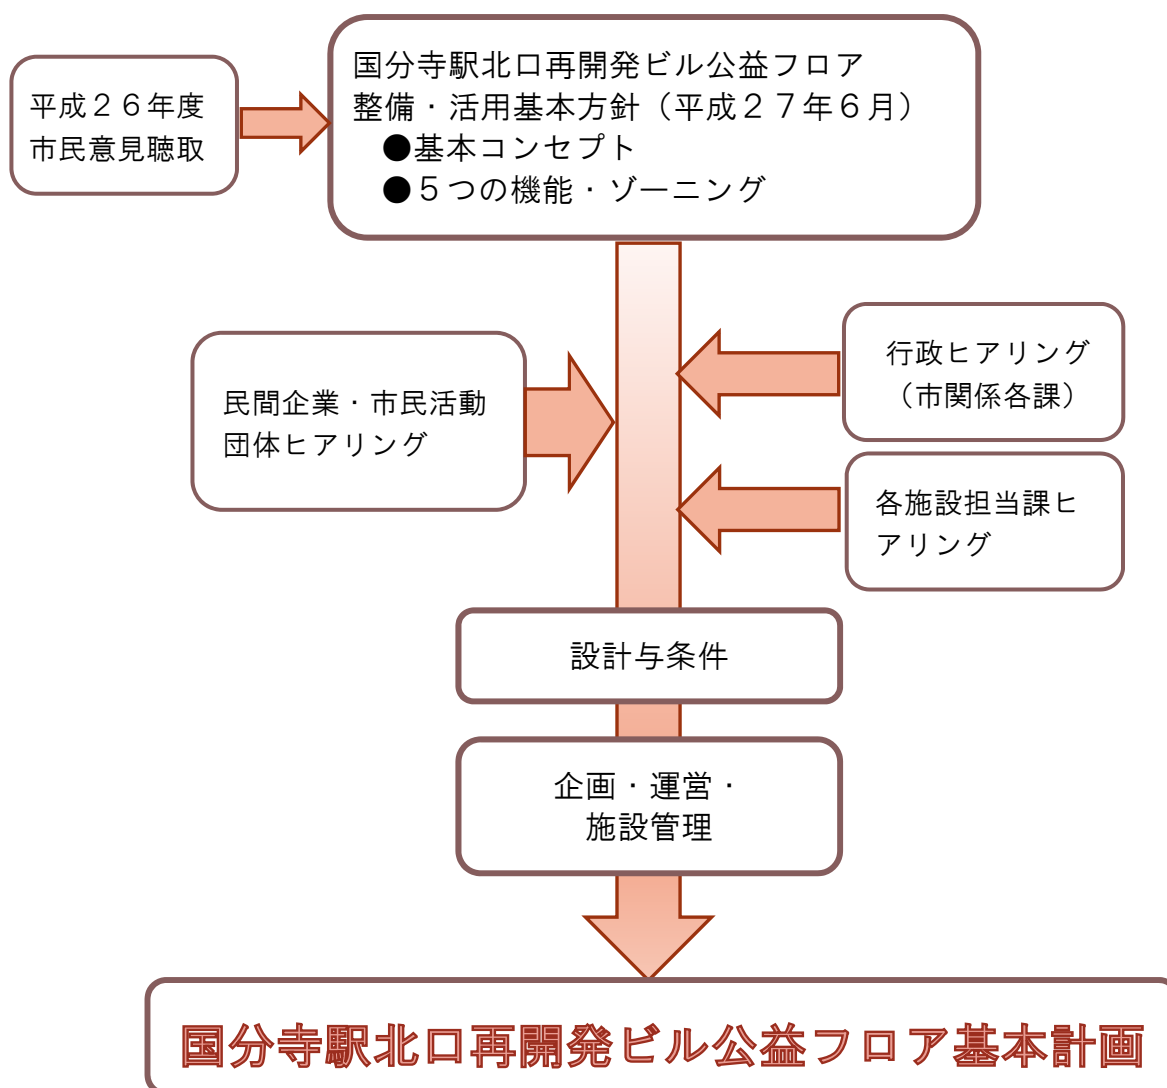 平成２６年度
市民意見聴取
国分寺駅北口再開発ビル公益フロア
整備・活用基本方針（平成２７年６月）
●基本コンセプト
●５つの機能・ゾーニング
民間企業・市民活動
団体ヒアリング
行政ヒアリング
（市関係各課）
各施設担当課ヒ
アリング
設計与条件
企画・運営・
施設管理
国分寺駅北口再開発ビル公益フロア基本計画